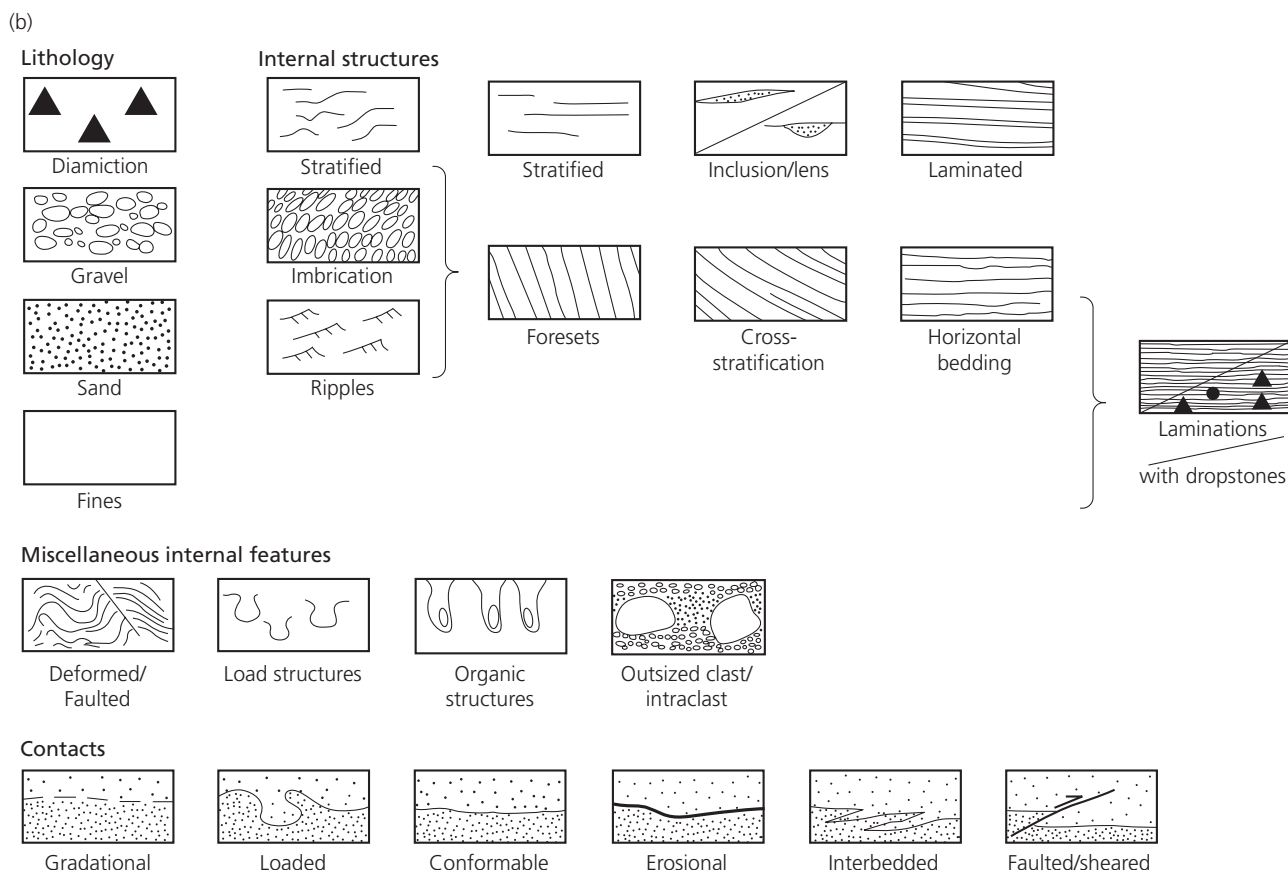 (b)
Lithology
Internal structures
Diamiction
Stratified
Stratified
Inclusion/lens
Laminated
Gravel
Imbrication
Foresets
Cross-
stratification
Horizontal
bedding
Sand
Ripples
Laminations
with dropstones
Fines
Miscellaneous internal features
Deformed/
Faulted
Load structures
Organic
structures
Outsized clast/
intraclast
Contacts
Gradational
Loaded
Conformable
Erosional
Interbedded
Faulted/sheared